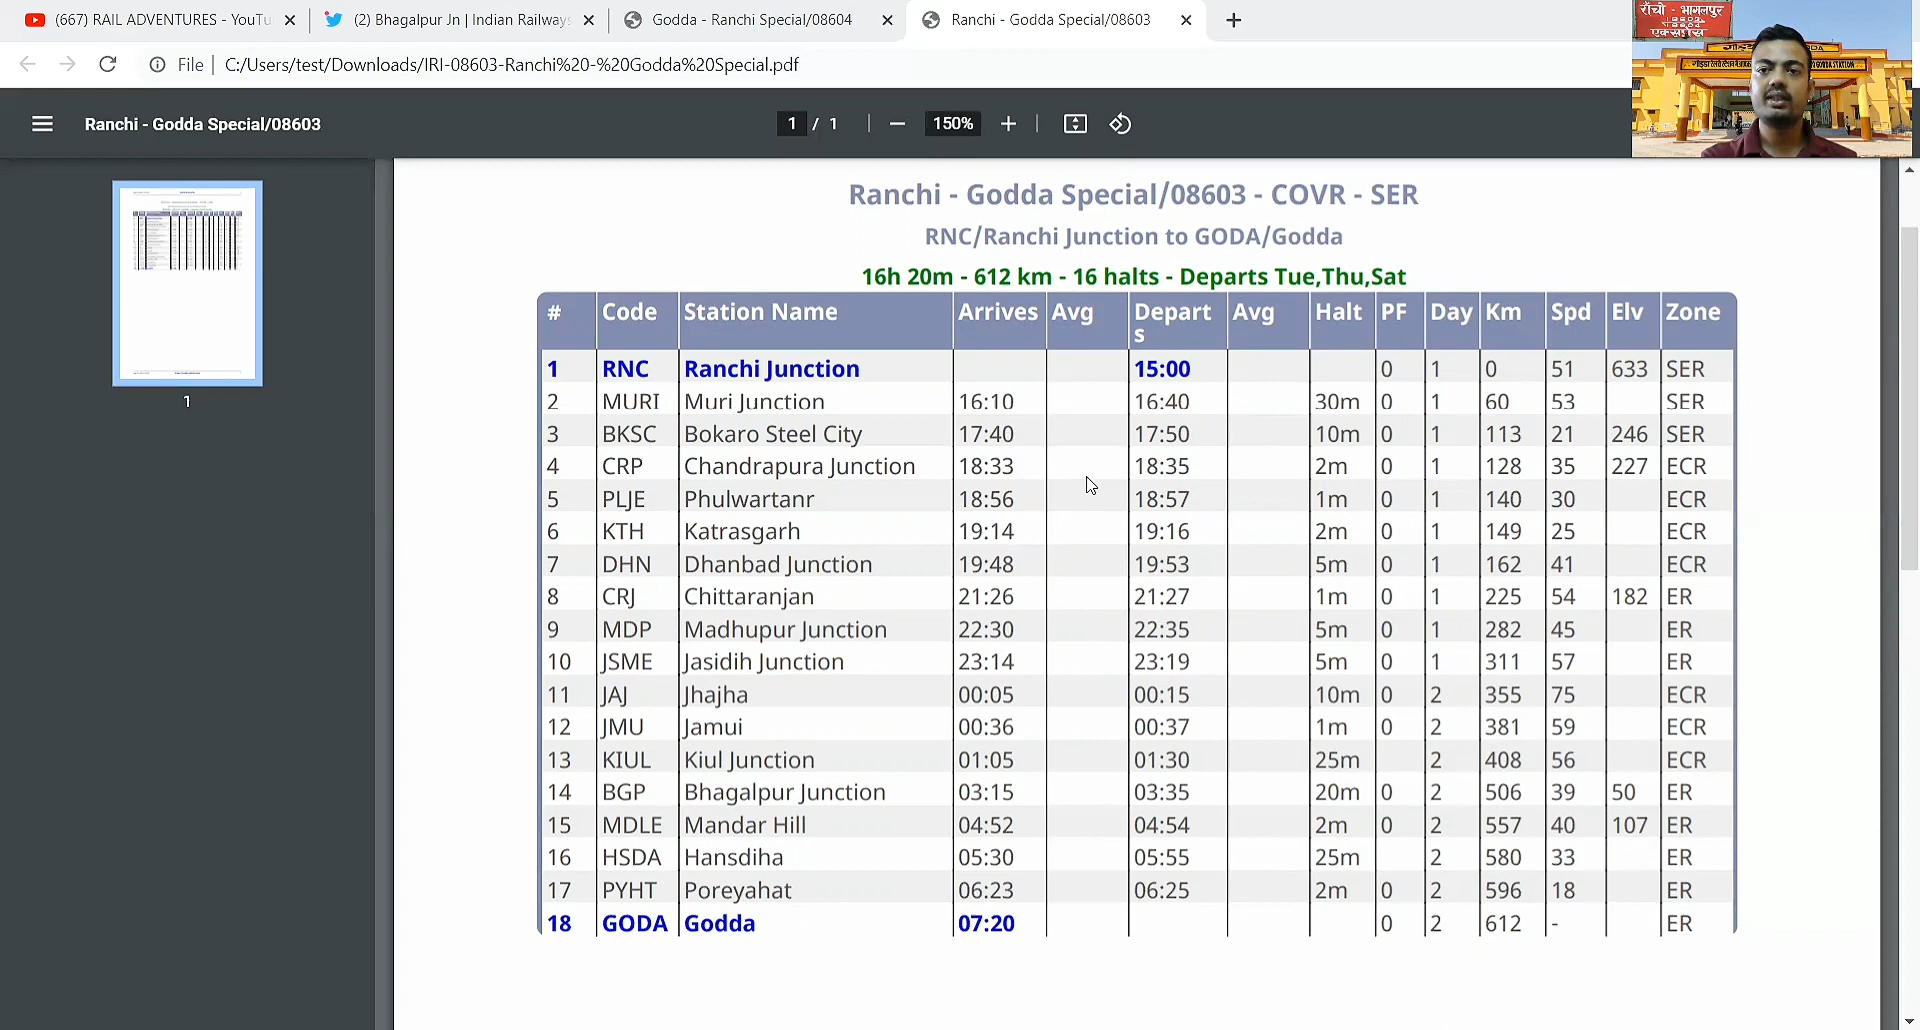 (667) RAIL ADVENTURES - YouTu
(2) Bhagalpur Jn | Indian Railways
Godda - Ranchi Special/08604
Ranchi - Godda Special/08603
File
C:/Users/test/Downloads/IRI-08603-Ranchi%20-%20Godda%20Special.pdf
राँची - भागलपुर
एक्सप्रेस
Ranchi - Godda Special/08603
1 / 1
150%
1
Ranchi - Godda Special/08603 - COVR - SER
RNC/Ranchi Junction to GODA/Godda
16h 20m - 612 km - 16 halts - Departs Tue,Thu,Sat
# Code Station Name Arrives Avg Departs Avg Halt PF Day Km Spd Elv Zone
1 RNC Ranchi Junction 15:00 0 1 0 51 633 SER
2 MURI Muri Junction 16:10 16:40 30m 0 1 60 53 SER
3 BKSC Bokaro Steel City 17:40 17:50 10m 0 1 113 21 246 SER
4 CRP Chandrapura Junction 18:33 18:35 2m 0 1 128 35 227 ECR
5 PLJE Phulwartanr 18:56 18:57 1m 0 1 140 30 ECR
6 KTH Katrasgarh 19:14 19:16 2m 0 1 149 25 ECR
7 DHN Dhanbad Junction 19:48 19:53 5m 0 1 162 41 ECR
8 CRJ Chittaranjan 21:26 21:27 1m 0 1 225 54 182 ER
9 MDP Madhupur Junction 22:30 22:35 5m 0 1 282 45 ER
10 JSME Jasidih Junction 23:14 23:19 5m 0 1 311 57 ER
11 JAJ Jhajha 00:05 00:15 10m 0 2 355 75 ECR
12 JMU Jamui 00:36 00:37 1m 0 2 381 59 ECR
13 KIUL Kiul Junction 01:05 01:30 25m 2 408 56 ECR
14 BGP Bhagalpur Junction 03:15 03:35 20m 0 2 506 39 50 ER
15 MDLE Mandar Hill 04:52 04:54 2m 0 2 557 40 107 ER
16 HSDA Hansdiha 05:30 05:55 25m 2 580 33 ER
17 PYHT Poreyahat 06:23 06:25 2m 0 2 596 18 ER
18 GODA Godda 07:20 0 2 612 - ER